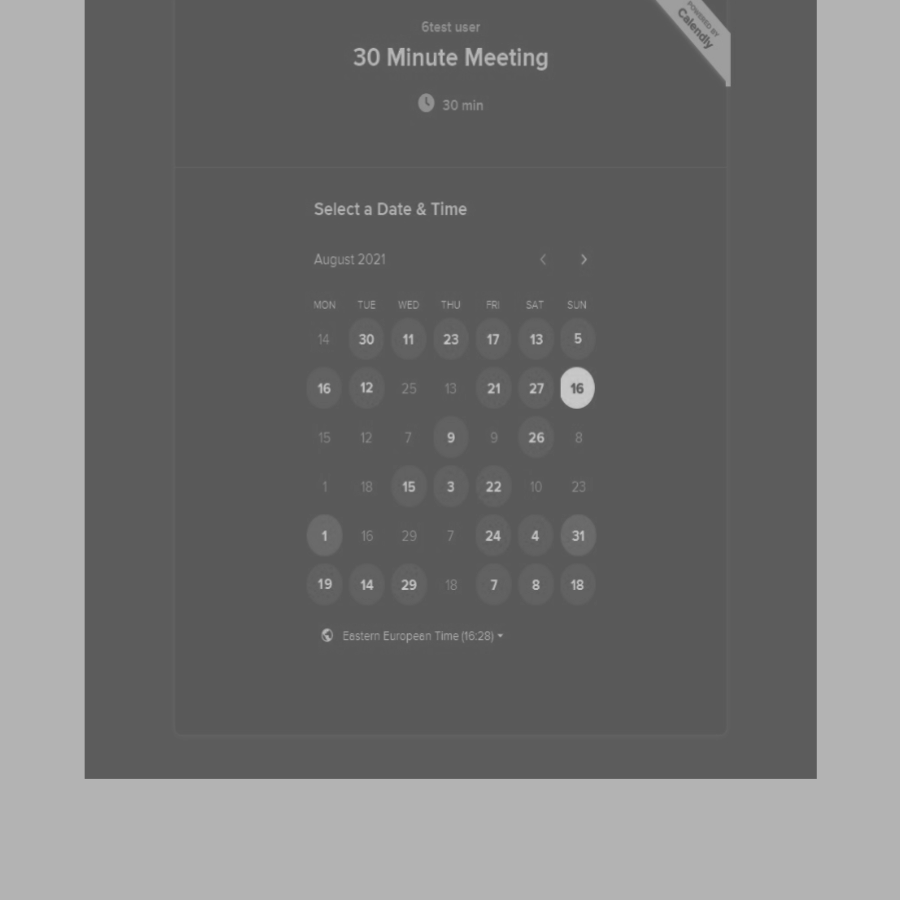 POWERED BY
Calendly
6test user
30 Minute Meeting
30 min
Select a Date & Time
August 2021
MON TUE WED THU FRI SAT SUN
14 30 11 23 17 13 5
16 12 25 13 21 27 16
15 12 7 9 9 26 8
1 18 15 3 22 10 23
1 16 29 7 24 4 31
19 14 29 18 7 8 18
Eastern European Time (16:28)